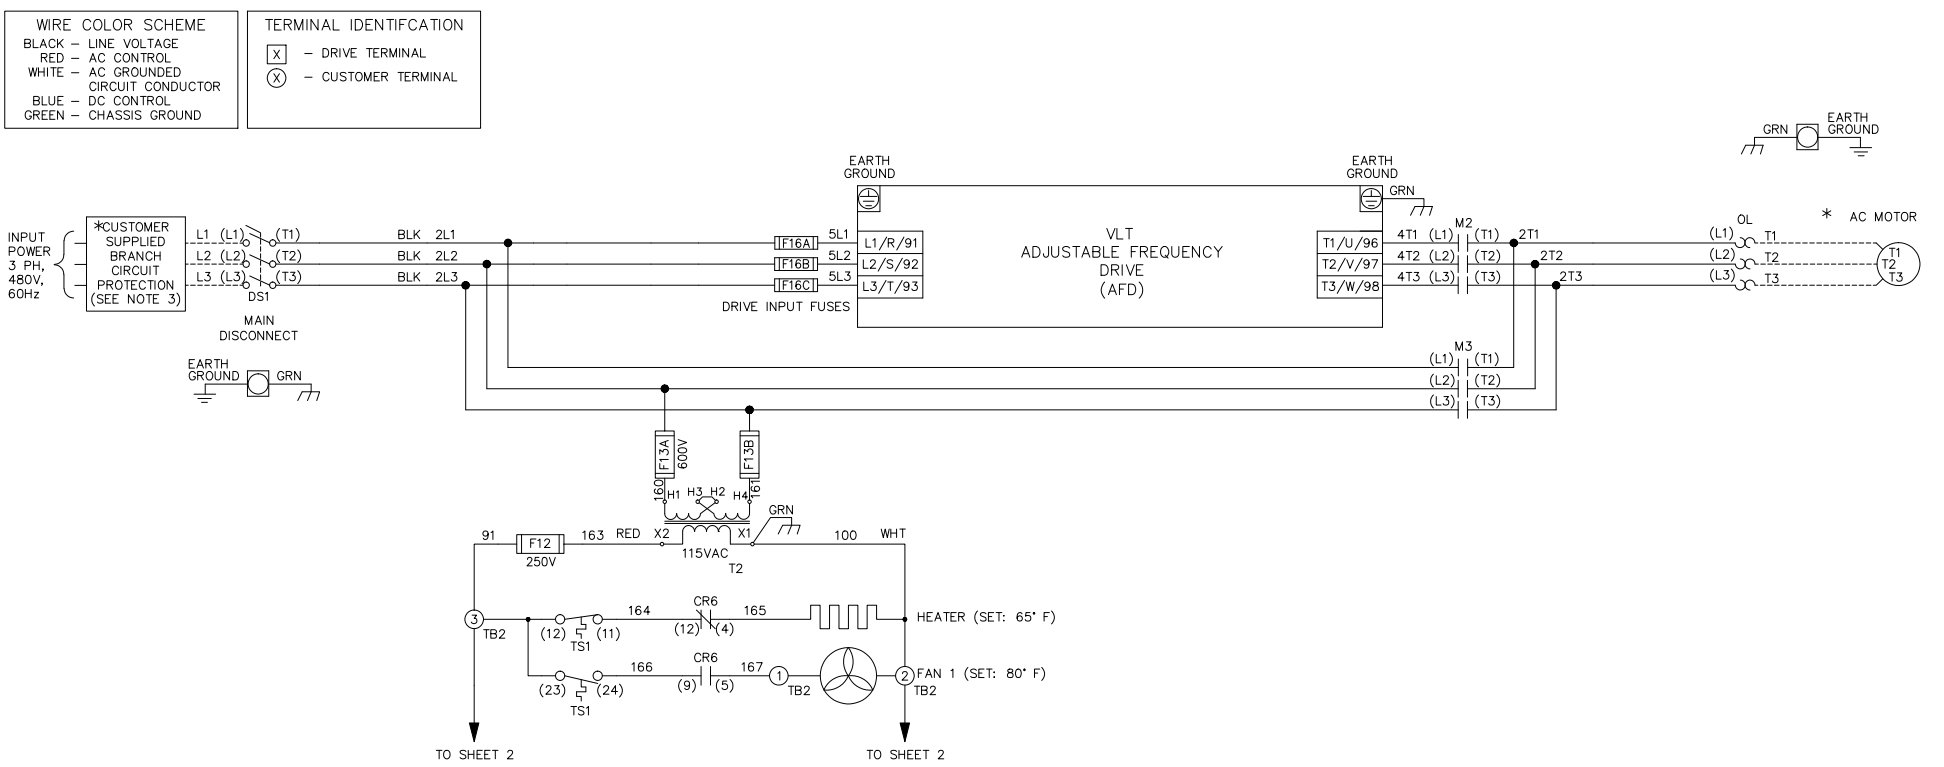 WIRE COLOR SCHEME
BLACK – LINE VOLTAGE
RED – AC CONTROL
WHITE – AC GROUNDED
CIRCUIT CONDUCTOR
BLUE – DC CONTROL
GREEN – CHASSIS GROUND
TERMINAL IDENTIFCATION
X – DRIVE TERMINAL
X – CUSTOMER TERMINAL
GRN
EARTH
GROUND
INPUT
POWER
3 PH,
480V,
60Hz
*CUSTOMER
SUPPLIED
BRANCH
CIRCUIT
PROTECTION
(SEE NOTE 3)
L1 (L1) (T1)
L2 (L2) (T2)
L3 (L3) (T3)
DS1
MAIN
DISCONNECT
BLK 2L1
BLK 2L2
BLK 2L3
F16A 5L1
F16B 5L2
F16C 5L3
DRIVE INPUT FUSES
EARTH
GROUND
L1/R/91
L2/S/92
L3/T/93
VLT
ADJUSTABLE FREQUENCY
DRIVE
(AFD)
EARTH
GROUND
GRN
T1/U/96
T2/V/97
T3/W/98
M2
4T1 (L1) (T1) 2T1
4T2 (L2) (T2) 2T2
4T3 (L3) (T3) 2T3
OL
(L1) T1
(L2) T2
(L3) T3
* AC MOTOR
T1
T2
T3
M3
(L1) (T1)
(L2) (T2)
(L3) (T3)
EARTH
GROUND
GRN
F13A
600V
F13B
160
161
H1 H3 H2 H4
GRN
91 F12 163 RED X2 X1 100 WHT
250V
115VAC
T2
3
TB2
(12) (11)
TS1
164
CR6
(12) (4)
165
HEATER (SET: 65° F)
(23) (24)
TS1
166
CR6
(9) (5)
167
1
TB2
2
TB2
FAN 1 (SET: 80° F)
TO SHEET 2
TO SHEET 2